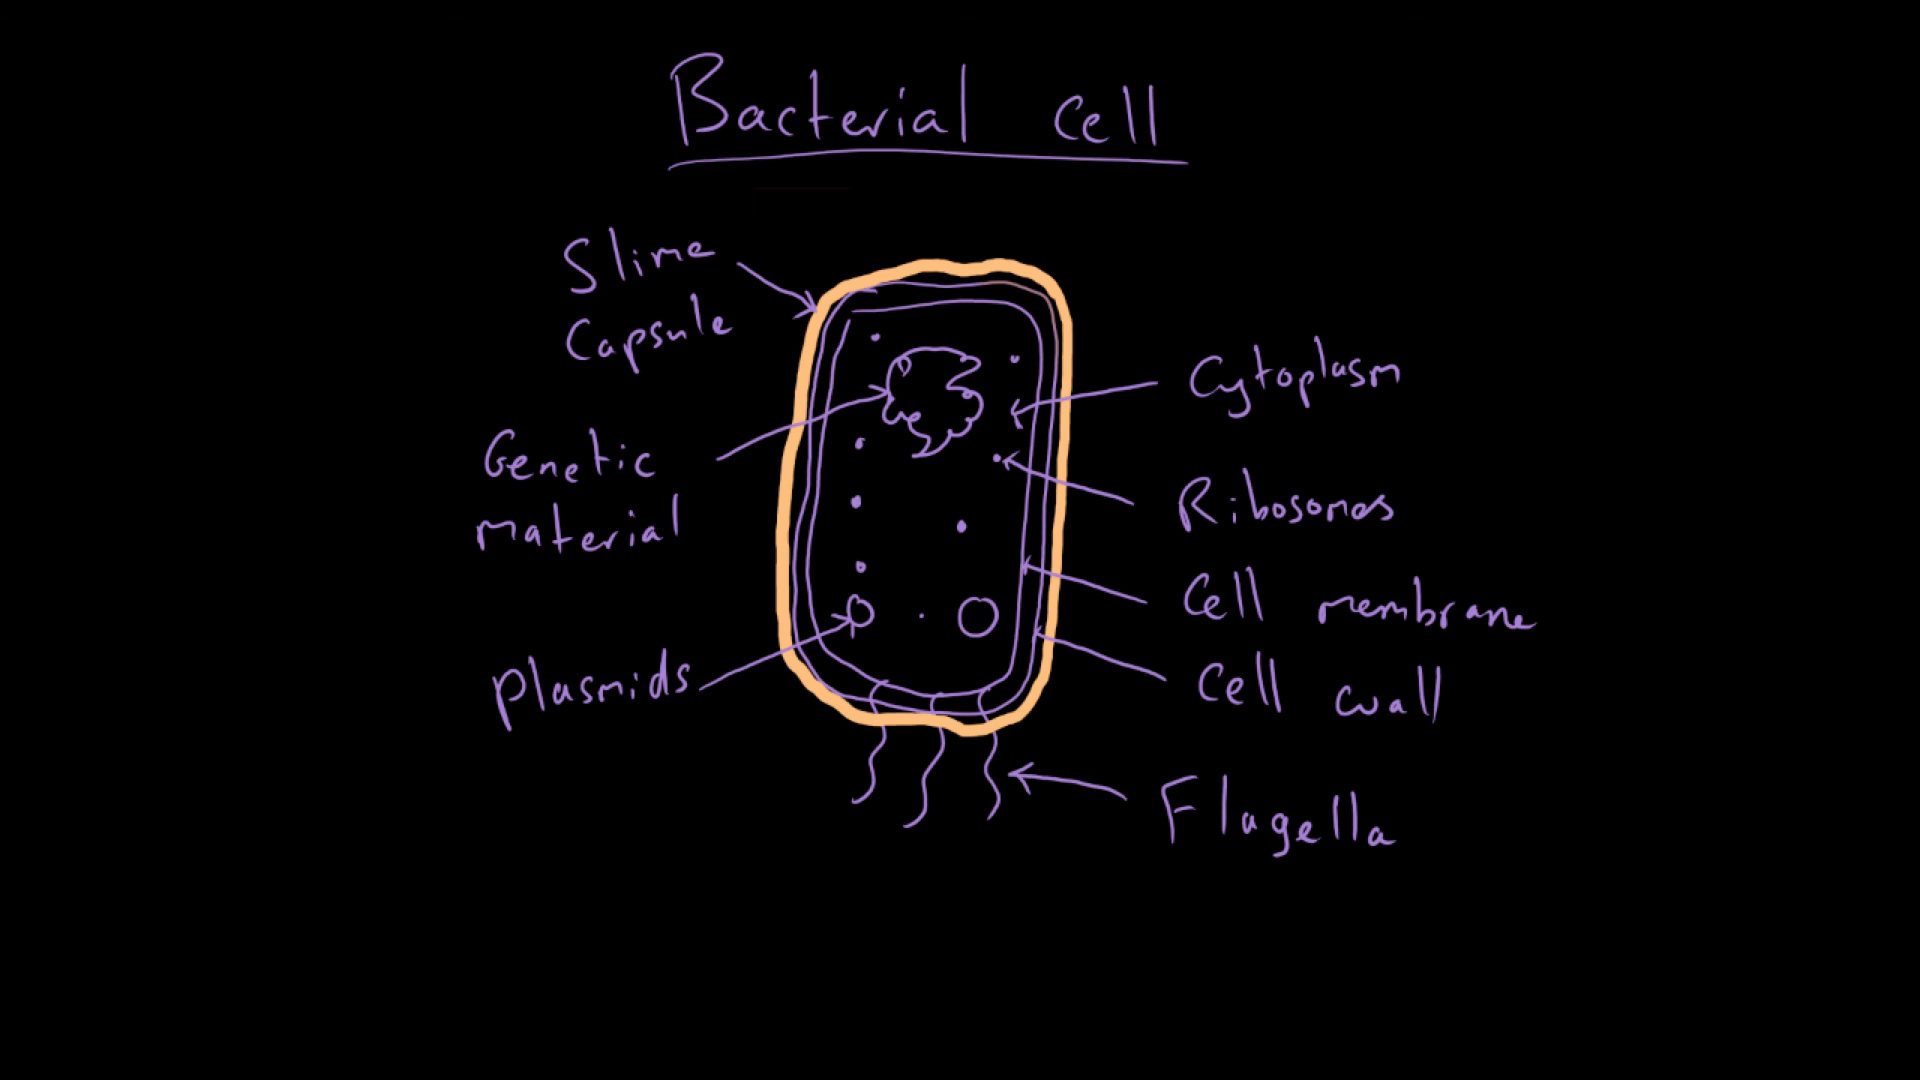 Bacterial cell
Slime
Capsule
Genetic
material
Plasmids
Cytoplasm
Ribosomes
Cell membrane
Cell wall
Flagella